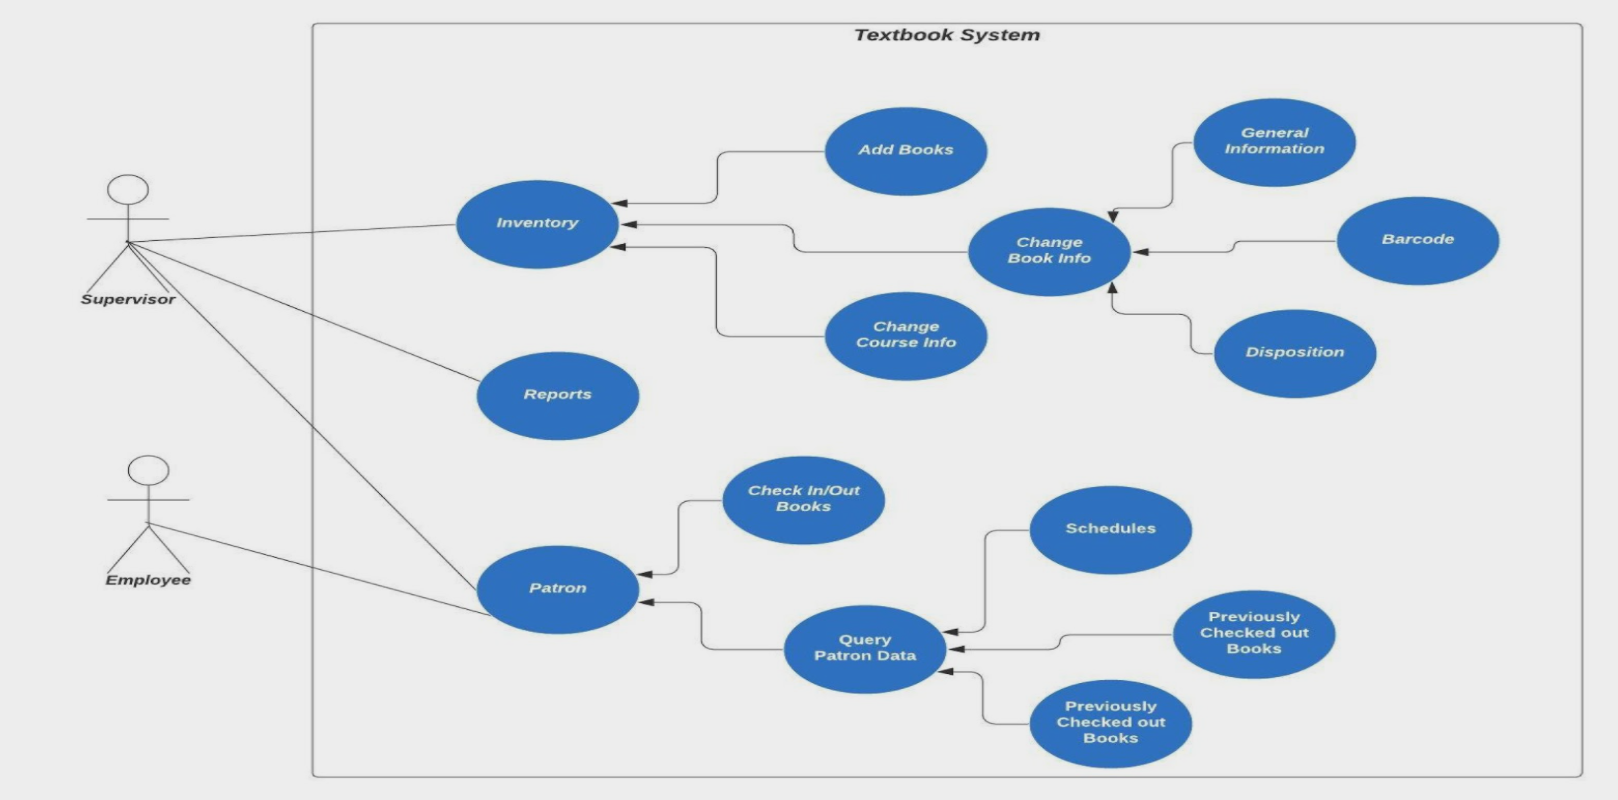 Textbook System
Add Books
General
Information
Inventory
Change
Book Info
Barcode
Supervisor
Change
Course Info
Disposition
Reports
Check In/Out
Books
Schedules
Employee
Patron
Query
Patron Data
Previously
Checked out
Books
Previously
Checked out
Books